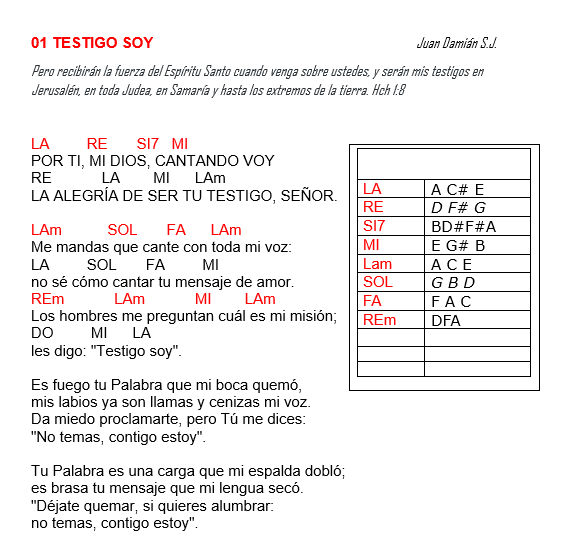 01 TESTIGO SOY Juan Damián S.J.
Pero recibirán la fuerza del Espíritu Santo cuando venga sobre ustedes, y serán mis testigos en
Jerusalén, en toda Judea, en Samaría y hasta los extremos de la tierra. Hch 1:8
LA RE SI7 MI
POR TI, MI DIOS, CANTANDO VOY
RE LA MI LAm
LA ALEGRÍA DE SER TU TESTIGO, SEÑOR.
LAm SOL FA LAm
Me mandas que cante con toda mi voz:
LA SOL FA MI
no sé cómo cantar tu mensaje de amor.
REm LAm MI LAm
Los hombres me preguntan cuál es mi misión;
DO MI LA
les digo: "Testigo soy".
Es fuego tu Palabra que mi boca quemó,
mis labios ya son llamas y cenizas mi voz.
Da miedo proclamarte, pero Tú me dices:
"No temas, contigo estoy".
Tu Palabra es una carga que mi espalda dobló;
es brasa tu mensaje que mi lengua secó.
"Déjate quemar, si quieres alumbrar:
no temas, contigo estoy".
LA A C# E
RE D F# G
SI7 BD#F#A
MI E G# B
Lam A C E
SOL G B D
FA F A C
REm DFA